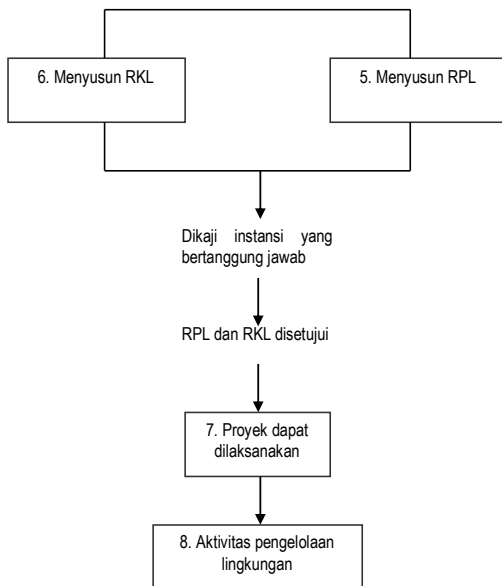 6. Menyusun RKL
5. Menyusun RPL
Dikaji instansi yang
bertanggung jawab
RPL dan RKL disetujui
7. Proyek dapat
dilaksanakan
8. Aktivitas pengelolaan
lingkungan